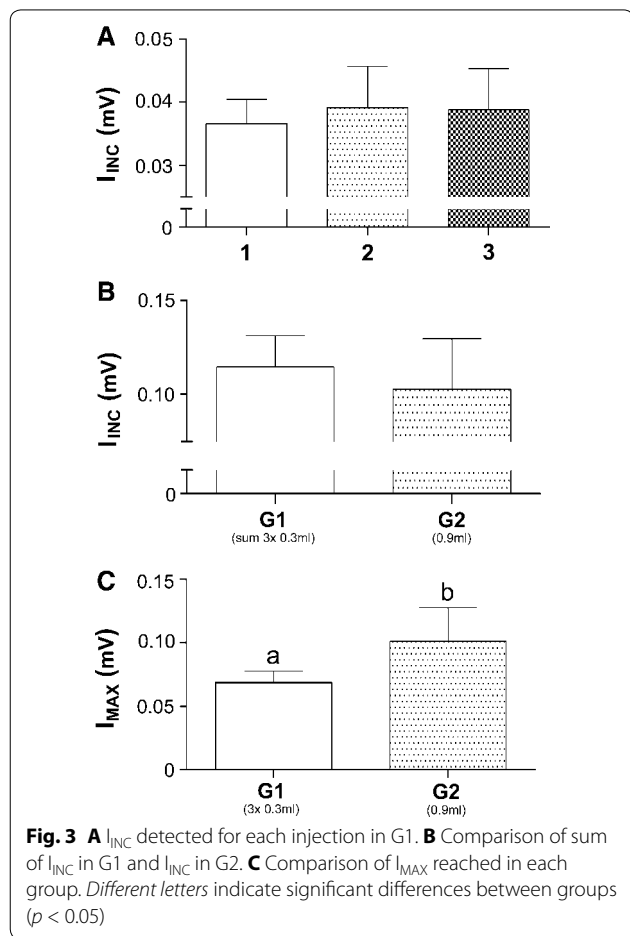 A
0.05
0.04
0.03
0
I_INC (mV)
1 2 3
B
0.15
0.10
0
I_INC (mV)
G1 G2
(sum 3x 0.3ml) (0.9ml)
C
0.15
0.10
0.05
0
I_MAX (mV)
a
b
G1 G2
(3x 0.3ml) (0.9ml)
Fig. 3 A I_INC detected for each injection in G1. B Comparison of sum
of I_INC in G1 and I_INC in G2. C Comparison of I_MAX reached in each
group. Different letters indicate significant differences between groups
(p < 0.05)